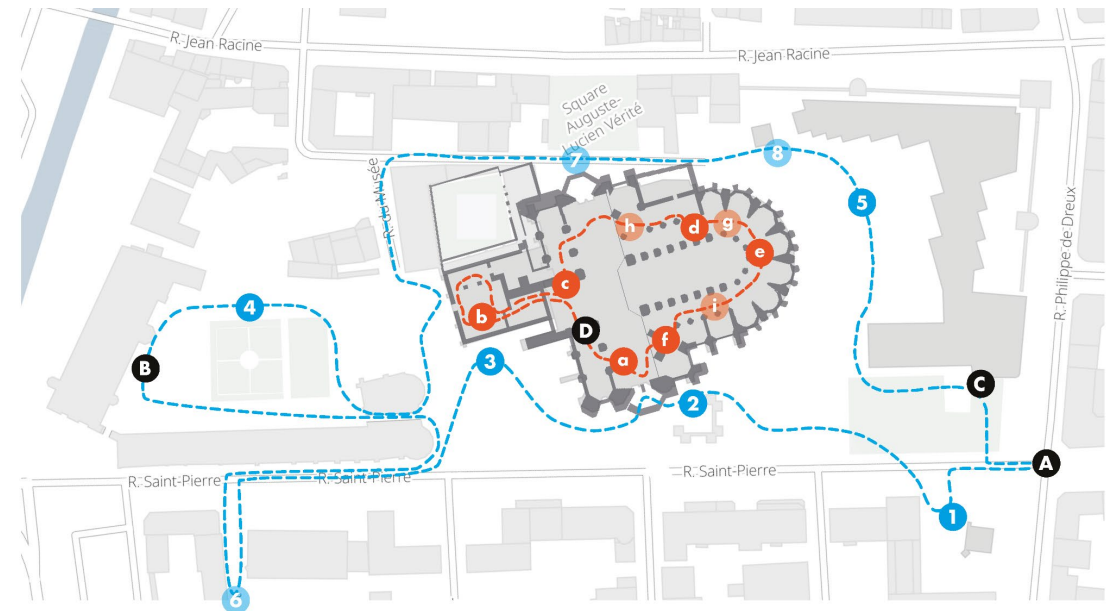 R. Jean Racine
R. Jean Racine
Square
Auguste-
Lucien Vérité
7
8
R. du Musée
5
h
d
g
e
R. Philippe de Dreux
c
4
b
i
D
f
3
a
B
C
2
A
R. Saint-Pierre
R. Saint-Pierre
R. Saint-Pierre
1
6